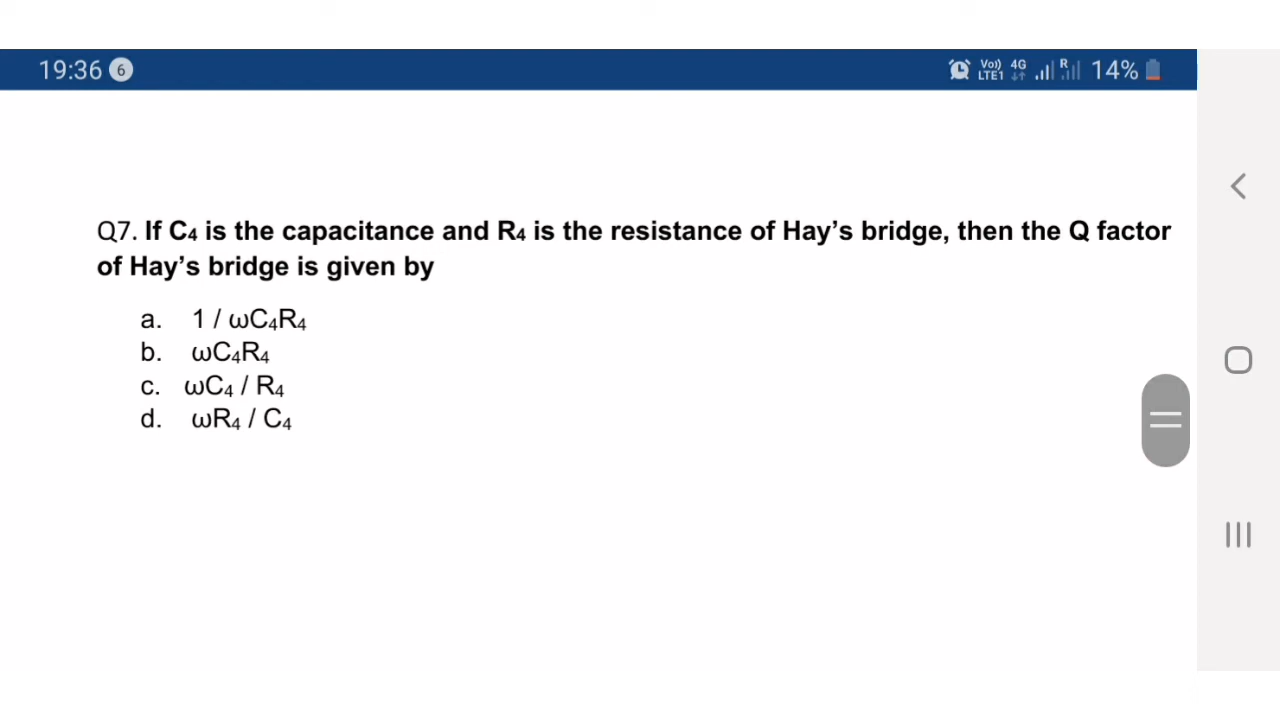 19:36 6 Vo)) LTE1 4G R 14%
Q7. If C₄ is the capacitance and R₄ is the resistance of Hay's bridge, then the Q factor
of Hay's bridge is given by
a. 1 / ωC₄R₄
b. ωC₄R₄
c. ωC₄ / R₄
d. ωR₄ / C₄